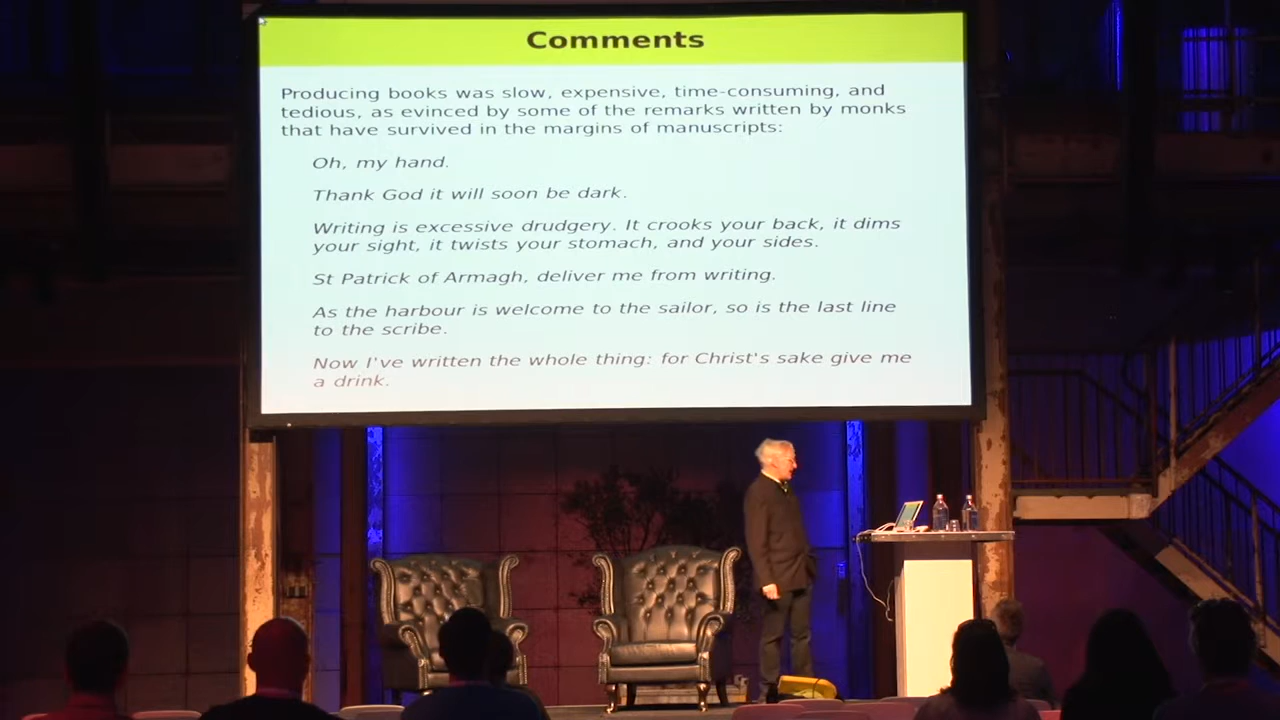 Comments
Producing books was slow, expensive, time-consuming, and
tedious, as evinced by some of the remarks written by monks
that have survived in the margins of manuscripts:
Oh, my hand.
Thank God it will soon be dark.
Writing is excessive drudgery. It crooks your back, it dims
your sight, it twists your stomach, and your sides.
St Patrick of Armagh, deliver me from writing.
As the harbour is welcome to the sailor, so is the last line
to the scribe.
Now I've written the whole thing: for Christ's sake give me
a drink.